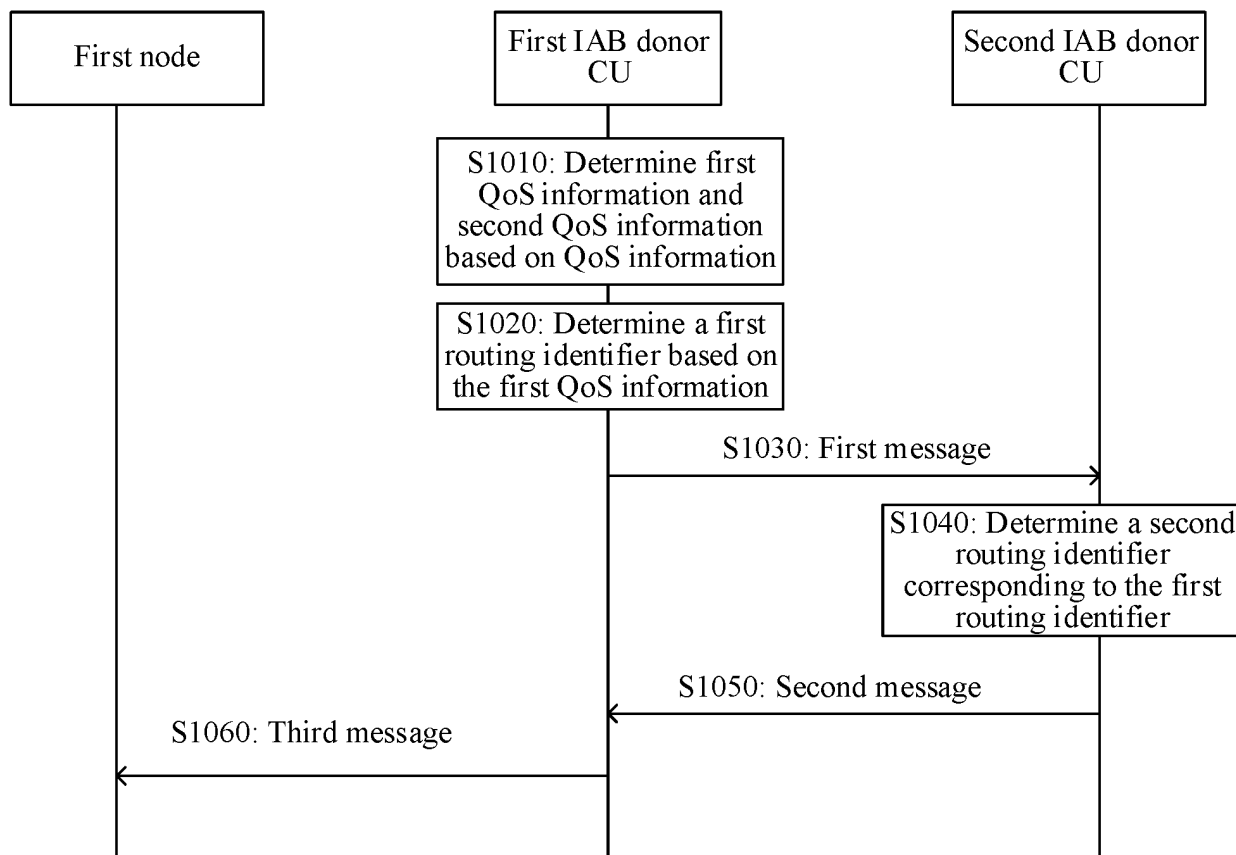 First node
First IAB donor
CU
Second IAB donor
CU
S1010: Determine first
QoS information and
second QoS information
based on QoS information
S1020: Determine a first
routing identifier based on
the first QoS information
S1030: First message
S1040: Determine a second
routing identifier
corresponding to the first
routing identifier
S1050: Second message
S1060: Third message